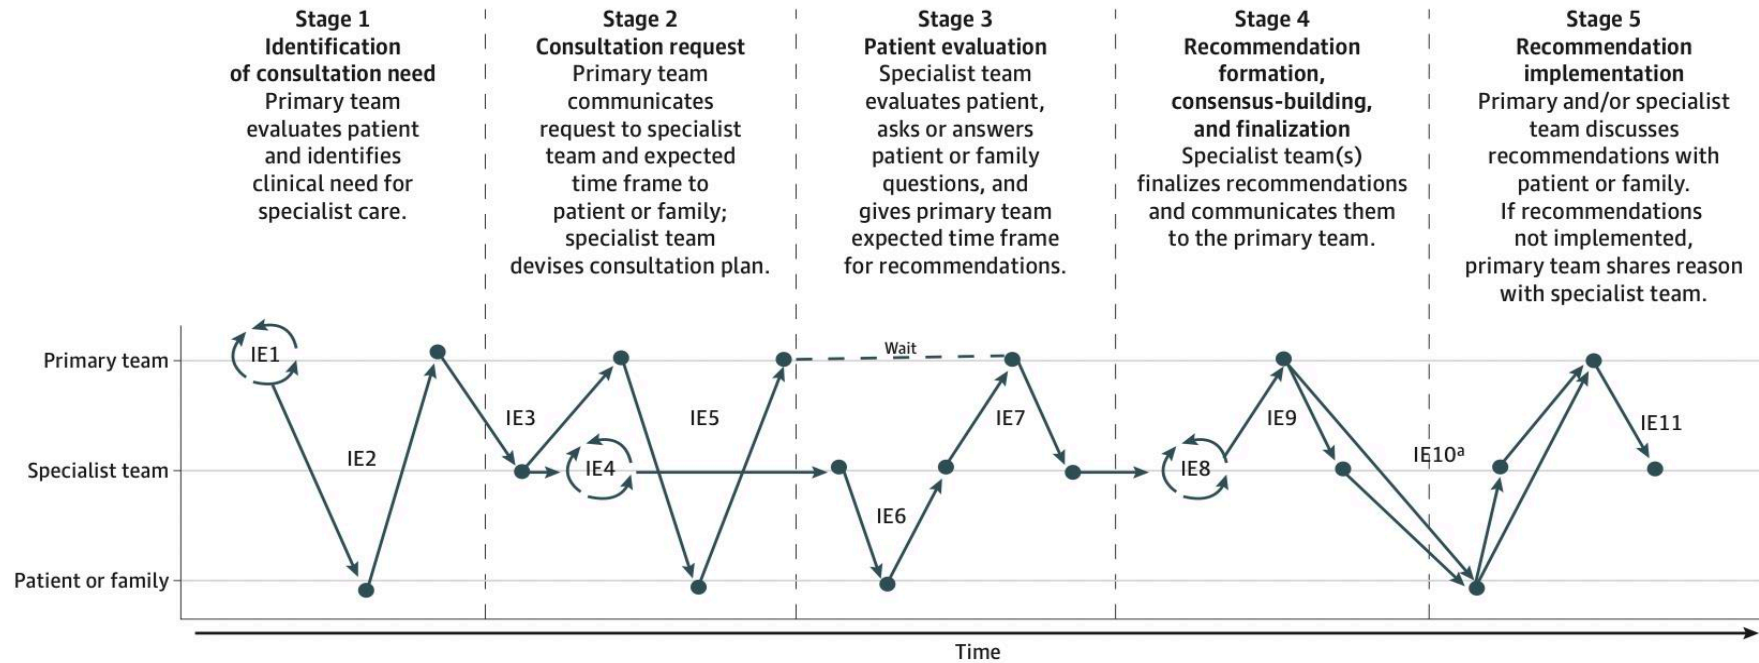 Stage 1
Identification
of consultation need
Primary team
evaluates patient
and identifies
clinical need for
specialist care.
Stage 2
Consultation request
Primary team
communicates
request to specialist
team and expected
time frame to
patient or family;
specialist team
devises consultation plan.
Stage 3
Patient evaluation
Specialist team
evaluates patient,
asks or answers
patient or family
questions, and
gives primary team
expected time frame
for recommendations.
Stage 4
Recommendation
formation,
consensus-building,
and finalization
Specialist team(s)
finalizes recommendations
and communicates them
to the primary team.
Stage 5
Recommendation
implementation
Primary and/or specialist
team discusses
recommendations with
patient or family.
If recommendations
not implemented,
primary team shares reason
with specialist team.
Primary team
Specialist team
Patient or family
IE1
IE2
IE3
IE4
IE5
Wait
IE6
IE7
IE8
IE9
IE10ª
IE11
Time